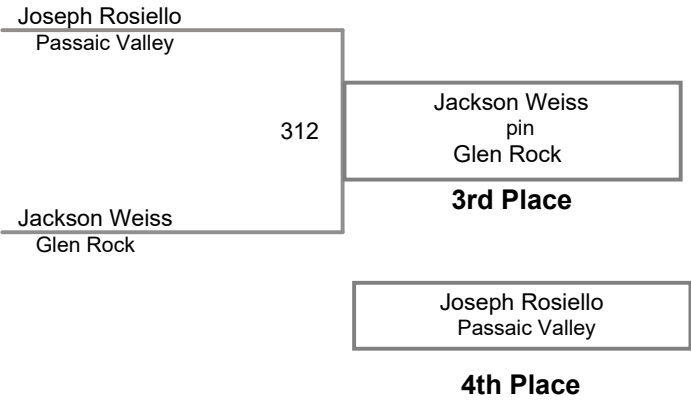 Joseph Rosiello
Passaic Valley
312
Jackson Weiss
pin
Glen Rock
3rd Place
Jackson Weiss
Glen Rock
Joseph Rosiello
Passaic Valley
4th Place